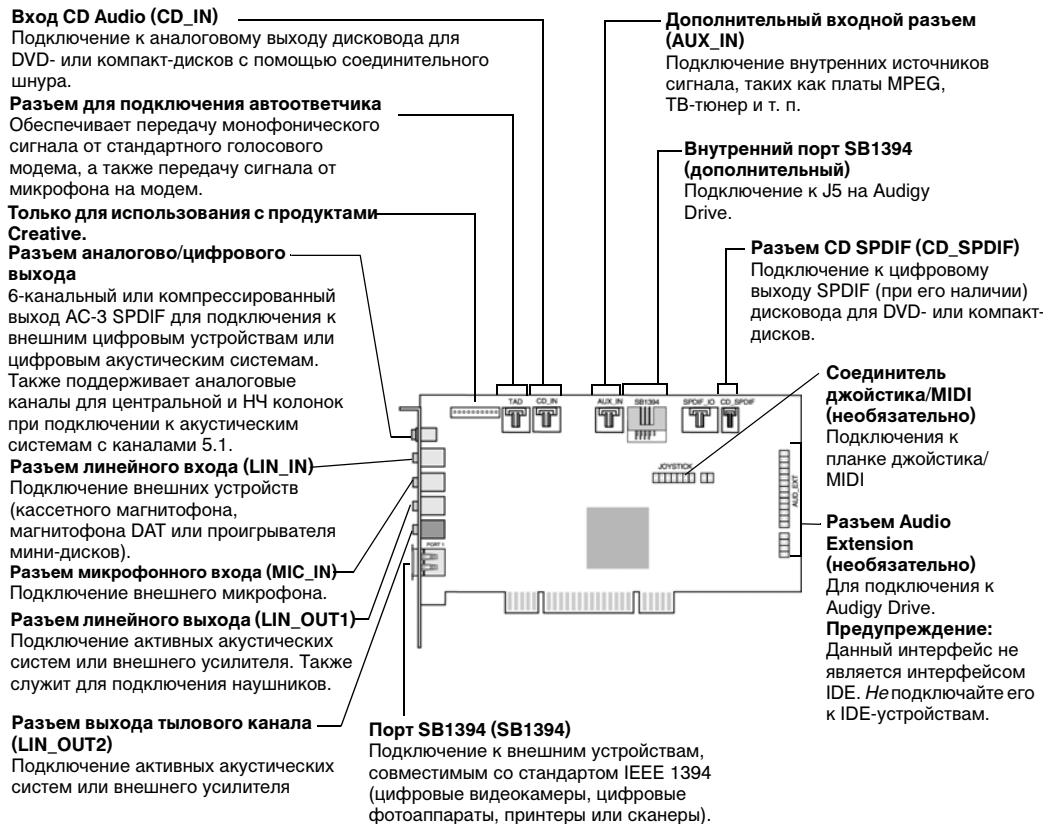 Вход CD Audio (CD_IN)
Подключение к аналоговому выходу дисковода для
DVD- или компакт-дисков с помощью соединительного
шнура.
Разъем для подключения автоответчика
Обеспечивает передачу монофонического
сигнала от стандартного голосового
модема, а также передачу сигнала от
микрофона на модем.
Только для использования с продуктами
Creative.
Разъем аналогово/цифрового
выхода
6-канальный или компрессированный
выход AC-3 SPDIF для подключения к
внешним цифровым устройствам или
цифровым акустическим системам.
Также поддерживает аналоговые
каналы для центральной и НЧ колонок
при подключении к акустическим
системам с каналами 5.1.
Разъем линейного входа (LIN_IN)
Подключение внешних устройств
(кассетного магнитофона,
магнитофона DAT или проигрывателя
мини-дисков).
Разъем микрофонного входа (MIC_IN)
Подключение внешнего микрофона.
Разъем линейного выхода (LIN_OUT1)
Подключение активных акустических
систем или внешнего усилителя. Также
служит для подключения наушников.
Разъем выхода тылового канала
(LIN_OUT2)
Подключение активных акустических
систем или внешнего усилителя
Порт SB1394 (SB1394)
Подключение к внешним устройствам,
совместимым со стандартом IEEE 1394
(цифровые видеокамеры, цифровые
фотоаппараты, принтеры или сканеры).
Дополнительный входной разъем
(AUX_IN)
Подключение внутренних источников
сигнала, таких как платы MPEG,
ТВ-тюнер и т. п.
Внутренний порт SB1394
(дополнительный)
Подключение к J5 на Audigy
Drive.
Разъем CD SPDIF (CD_SPDIF)
Подключение к цифровому
выходу SPDIF (при его наличии)
дисковода для DVD- или компакт-
дисков.
Соединитель
джойстика/MIDI
(необязательно)
Подключения к
планке джойстика/
MIDI
Разъем Audio
Extension
(необязательно)
Для подключения к
Audigy Drive.
Предупреждение:
Данный интерфейс не
является интерфейсом
IDE. Не подключайте его
к IDE-устройствам.
TAD
CD_IN
AUX_IN
SB1394
SPDIF_IO
CD_SPDIF
JOYSTICK
AUD_EXT
PORT 1